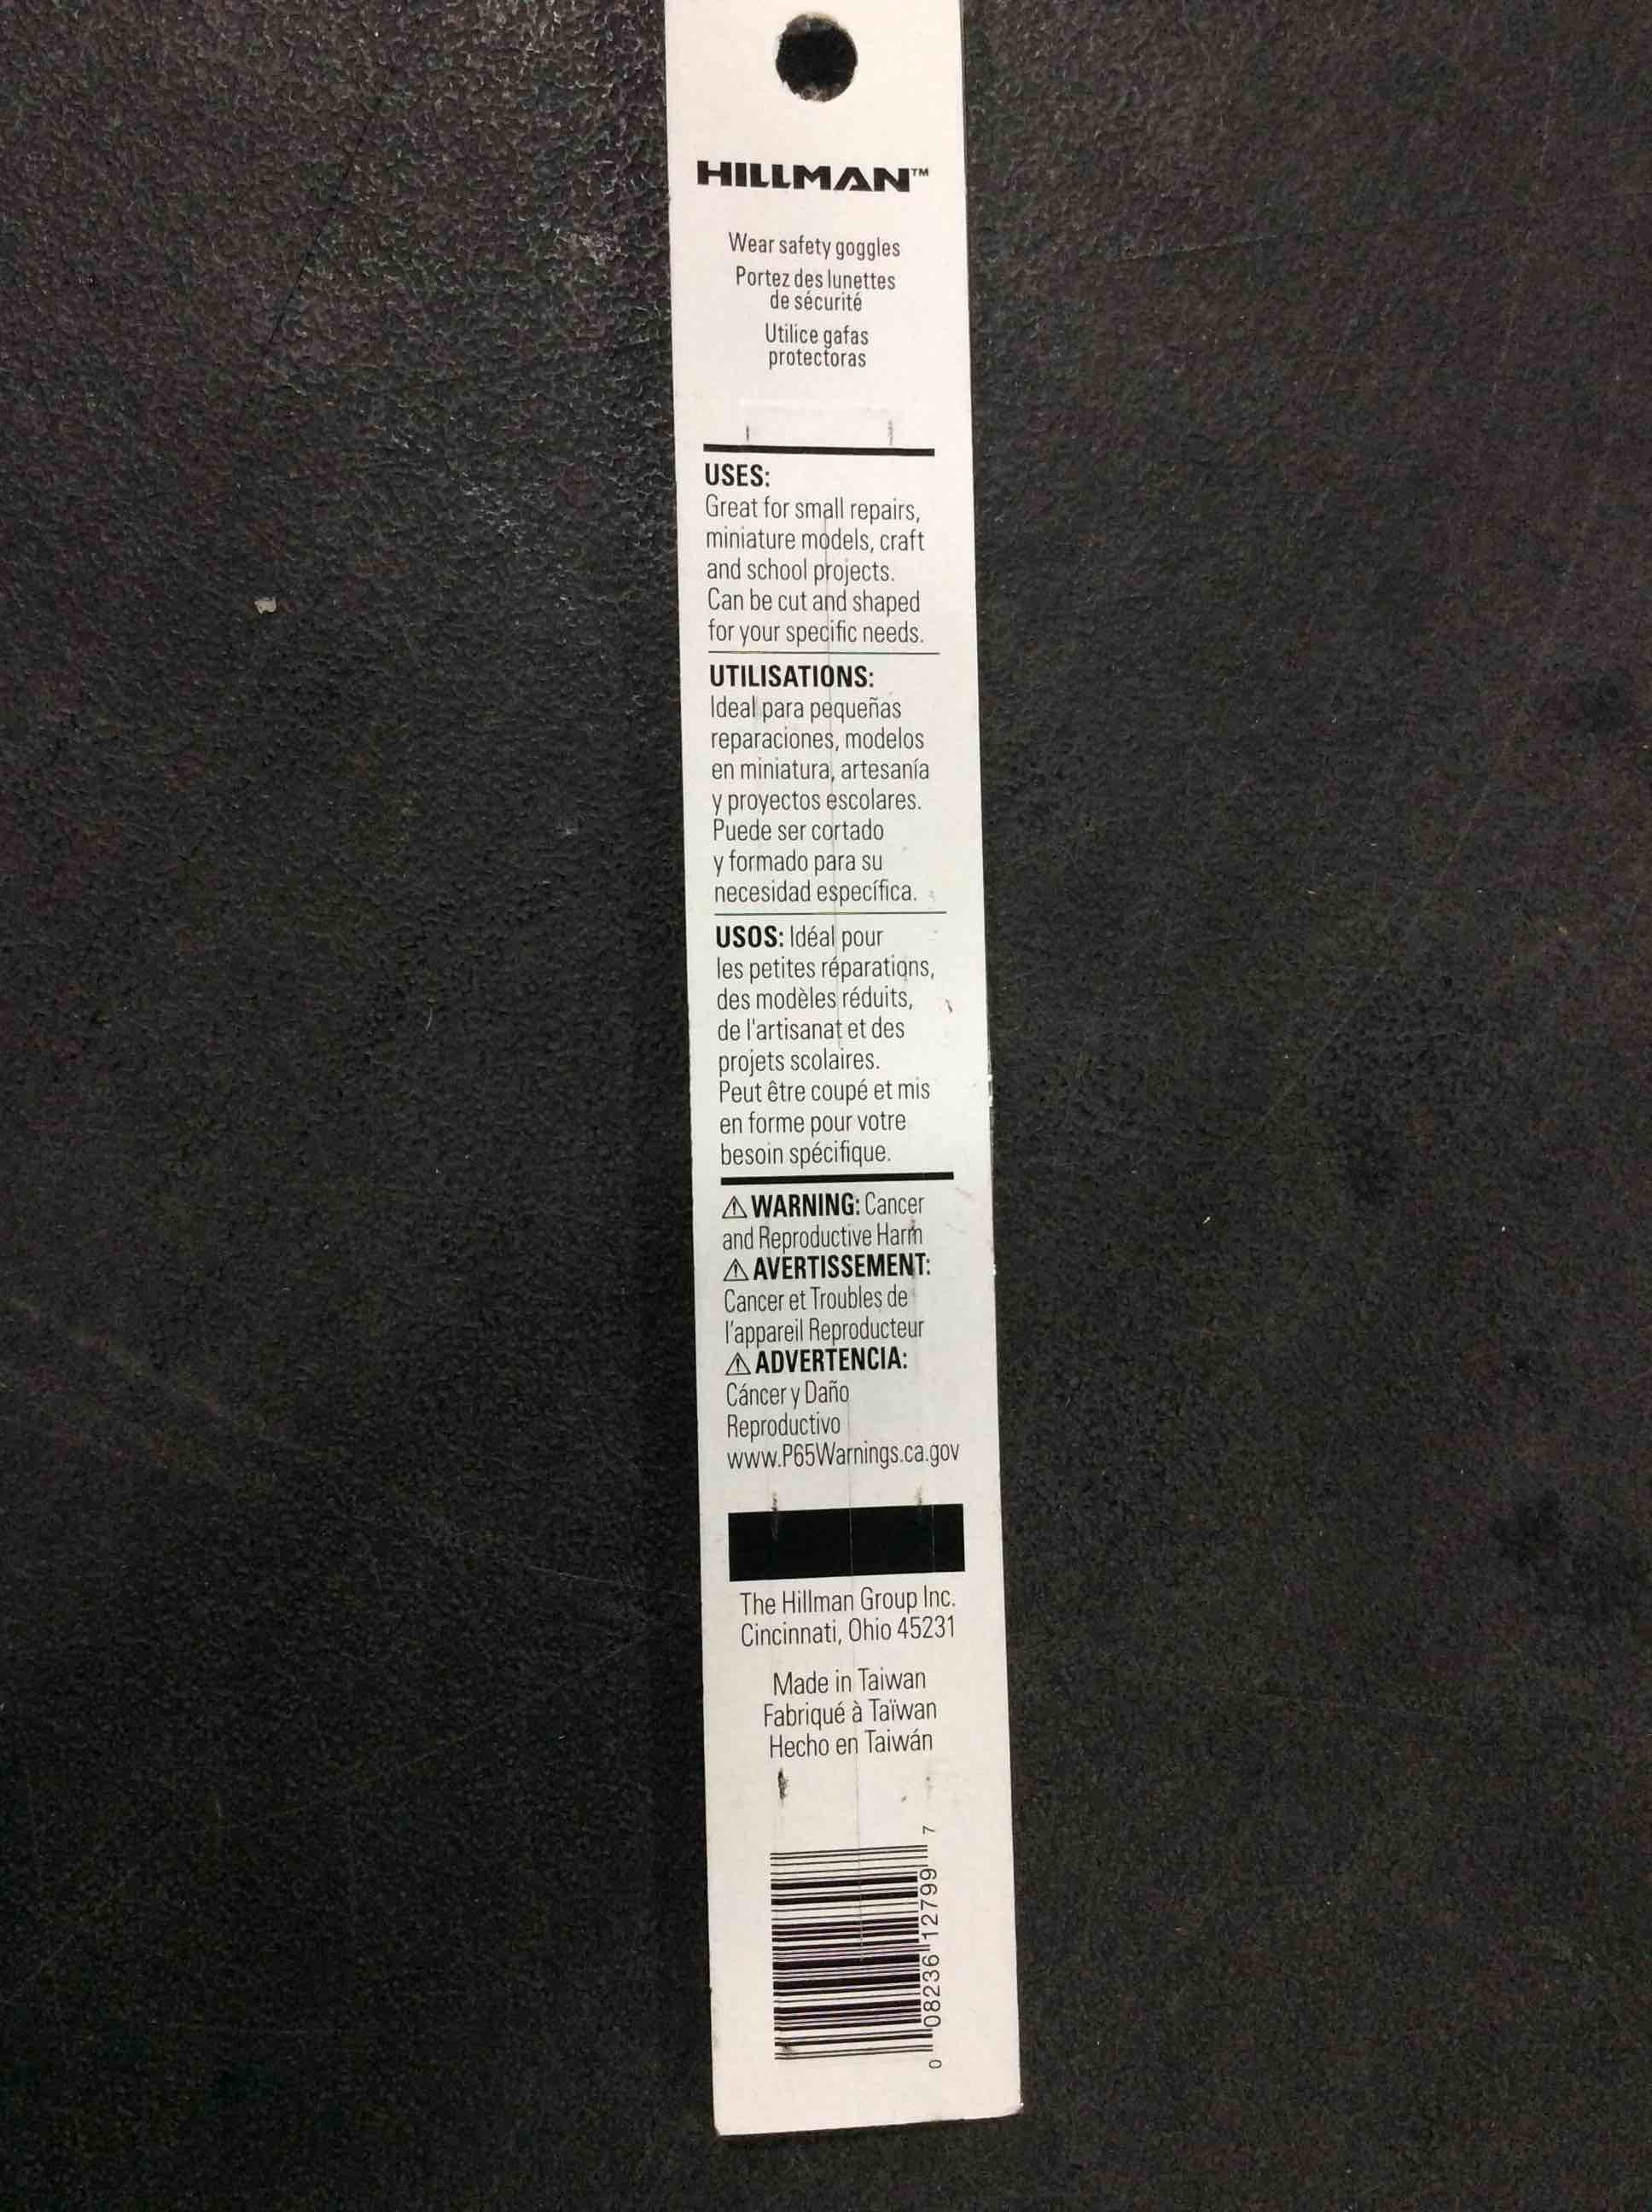 HILLMAN™
Wear safety goggles
Portez des lunettes
de sécurité
Utilice gafas
protectoras
USES:
Great for small repairs,
miniature models, craft
and school projects.
Can be cut and shaped
for your specific needs.
UTILISATIONS:
Ideal para pequeñas
reparaciones, modelos
en miniatura, artesanía
y proyectos escolares.
Puede ser cortado
y formado para su
necesidad específica.
USOS: Idéal pour
les petites réparations,
des modèles réduits,
de l'artisanat et des
projets scolaires.
Peut être coupé et mis
en forme pour votre
besoin spécifique.
⚠ WARNING: Cancer
and Reproductive Harm
⚠ AVERTISSEMENT:
Cancer et Troubles de
l'appareil Reproducteur
⚠ ADVERTENCIA:
Cáncer y Daño
Reproductivo
www.P65Warnings.ca.gov
The Hillman Group Inc.
Cincinnati, Ohio 45231
Made in Taiwan
Fabriqué à Taïwan
Hecho en Taiwán
0 08236 12799 7